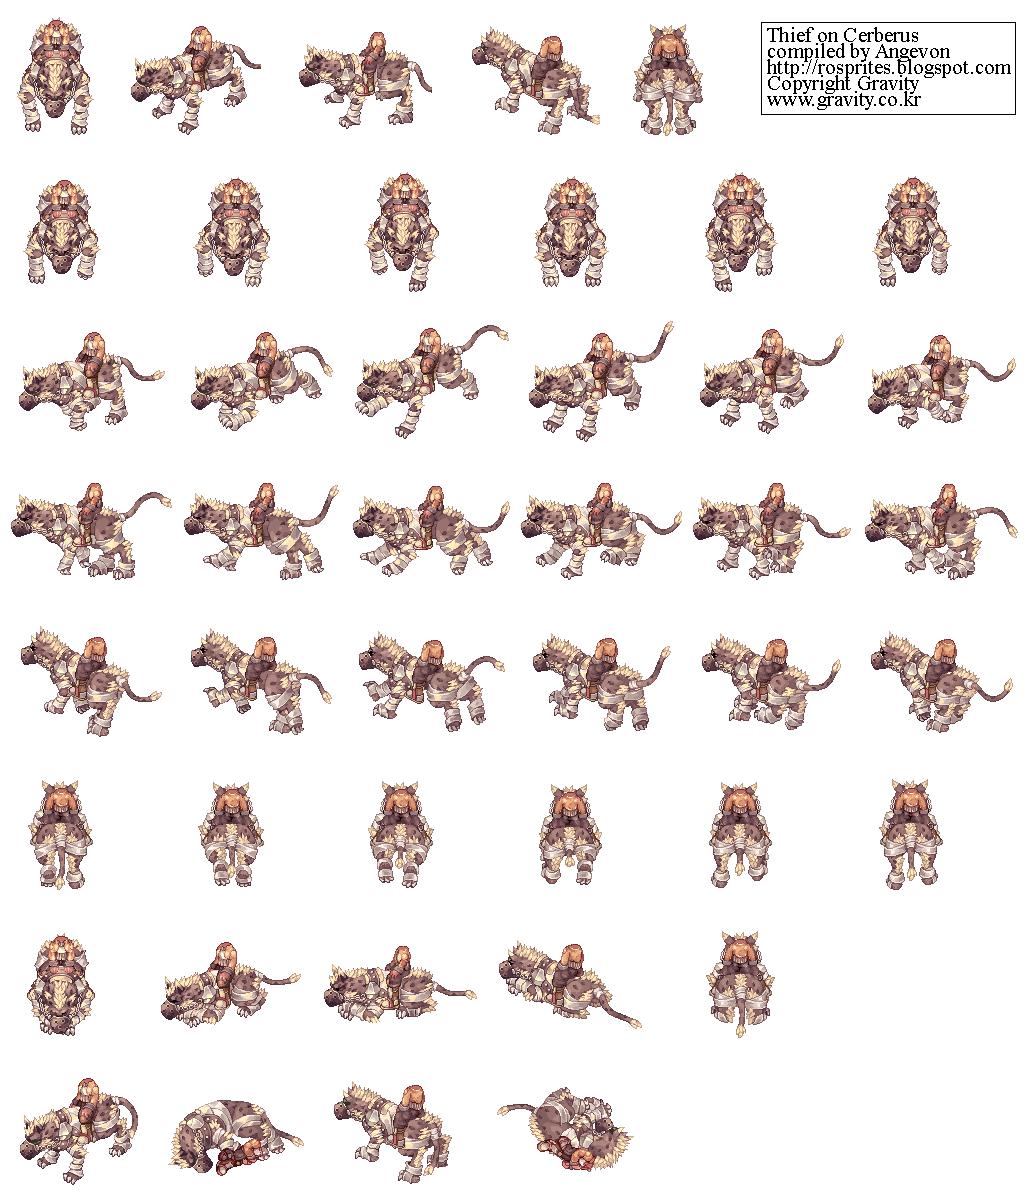 Thief on Cerberus
compiled by Angevon
http://rosprites.blogspot.com
Copyright Gravity
www.gravity.co.kr